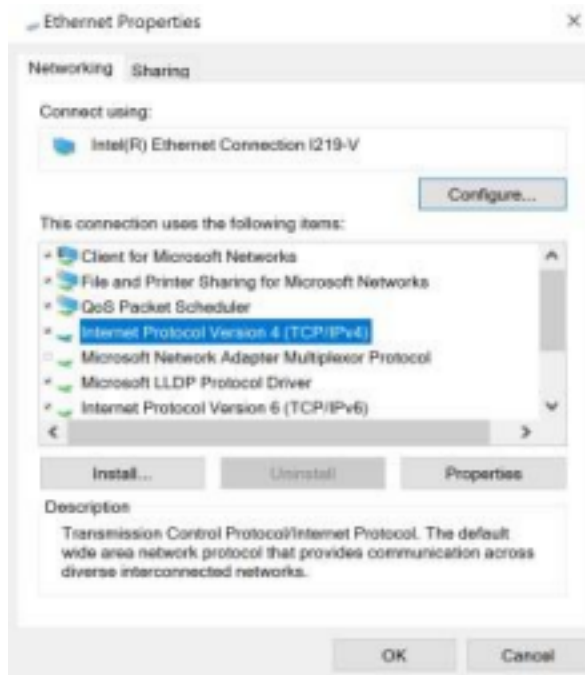 Ethernet Properties
Networking
Sharing
Connect using:
Intel(R) Ethernet Connection I219-V
Configure...
This connection uses the following items:
Client for Microsoft Networks
File and Printer Sharing for Microsoft Networks
QoS Packet Scheduler
Internet Protocol Version 4 (TCP/IPv4)
Microsoft Network Adapter Multiplexor Protocol
Microsoft LLDP Protocol Driver
Internet Protocol Version 6 (TCP/IPv6)
Install...
Uninstall
Properties
Description
Transmission Control Protocol/Internet Protocol. The default
wide area network protocol that provides communication across
diverse interconnected networks.
OK
Cancel